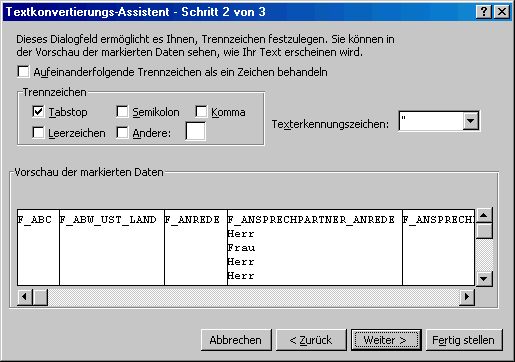 Textkonvertierungs-Assistent - Schritt 2 von 3
Dieses Dialogfeld ermöglicht es Ihnen, Trennzeichen festzulegen. Sie können in
der Vorschau der markierten Daten sehen, wie Ihr Text erscheinen wird.
Aufeinanderfolgende Trennzeichen als ein Zeichen behandeln
Trennzeichen
Tabstop Semikolon Komma
Leerzeichen Andere:
Texterkennungszeichen: "
Vorschau der markierten Daten
F_ABC F_ABW_UST_LAND F_ANREDE F_ANSPRECHPARTNER_ANREDE F_ANSPRECH
Herr
Frau
Herr
Herr
Abbrechen < Zurück Weiter > Fertig stellen